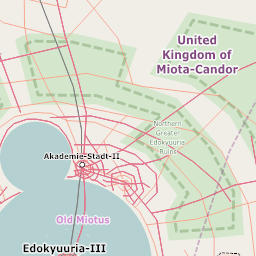 United
Kingdom of
Miota-Candor
Northern
Greater
Edokyuuria
Ruins
Akademie-Stadt-II
Old Miotus
Edokyuuria-III